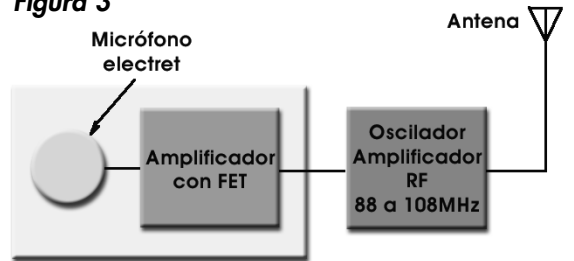 Figura 3
Micrófono
electret
Antena
Amplificador
con FET
Oscilador
Amplificador
RF
88 a 108MHz